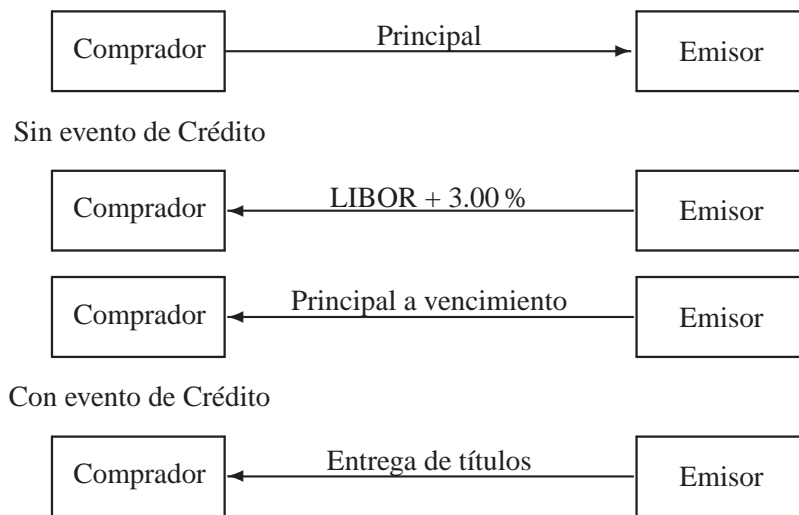 Comprador Principal Emisor
Sin evento de Crédito
Comprador LIBOR + 3.00 % Emisor
Comprador Principal a vencimiento Emisor
Con evento de Crédito
Comprador Entrega de títulos Emisor